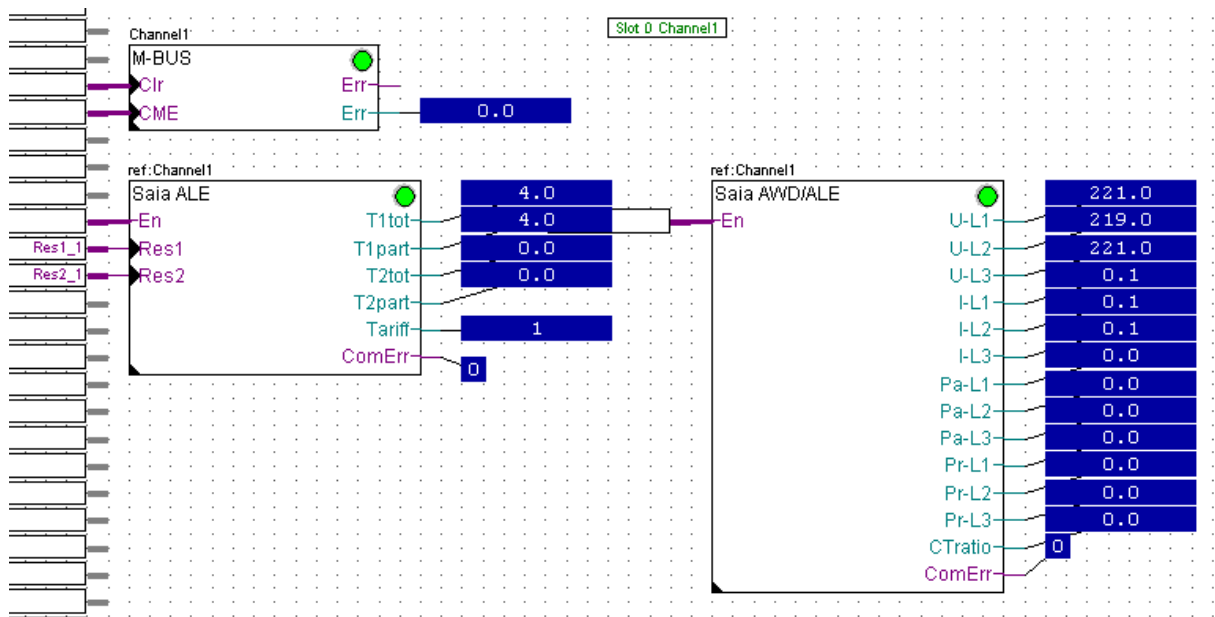 Slot 0 Channel1
Channel1
M-BUS
Clr Err
CME Err 0.0
ref:Channel1
Saia ALE 4.0
En T1tot 4.0
Res1_1 Res1 T1part 0.0
Res2_1 Res2 T2tot 0.0
T2part
Tariff 1
ComErr 0
ref:Channel1
Saia AWD/ALE 221.0
En U-L1 219.0
U-L2 221.0
U-L3 0.1
I-L1 0.1
I-L2 0.1
I-L3 0.0
Pa-L1 0.0
Pa-L2 0.0
Pa-L3 0.0
Pr-L1 0.0
Pr-L2 0.0
Pr-L3 0.0
CTratio 0
ComErr